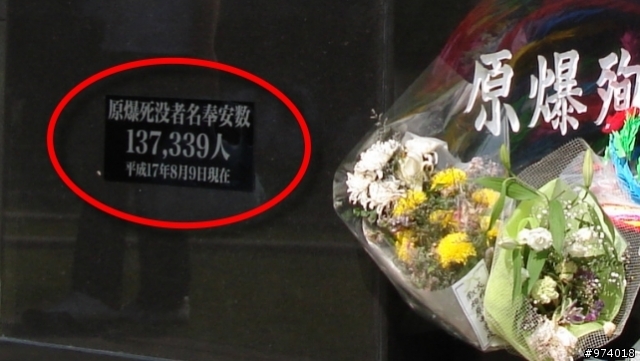 原爆死没者名奉安数
137,339人
平成17年8月9日現在
原爆殉
#974018